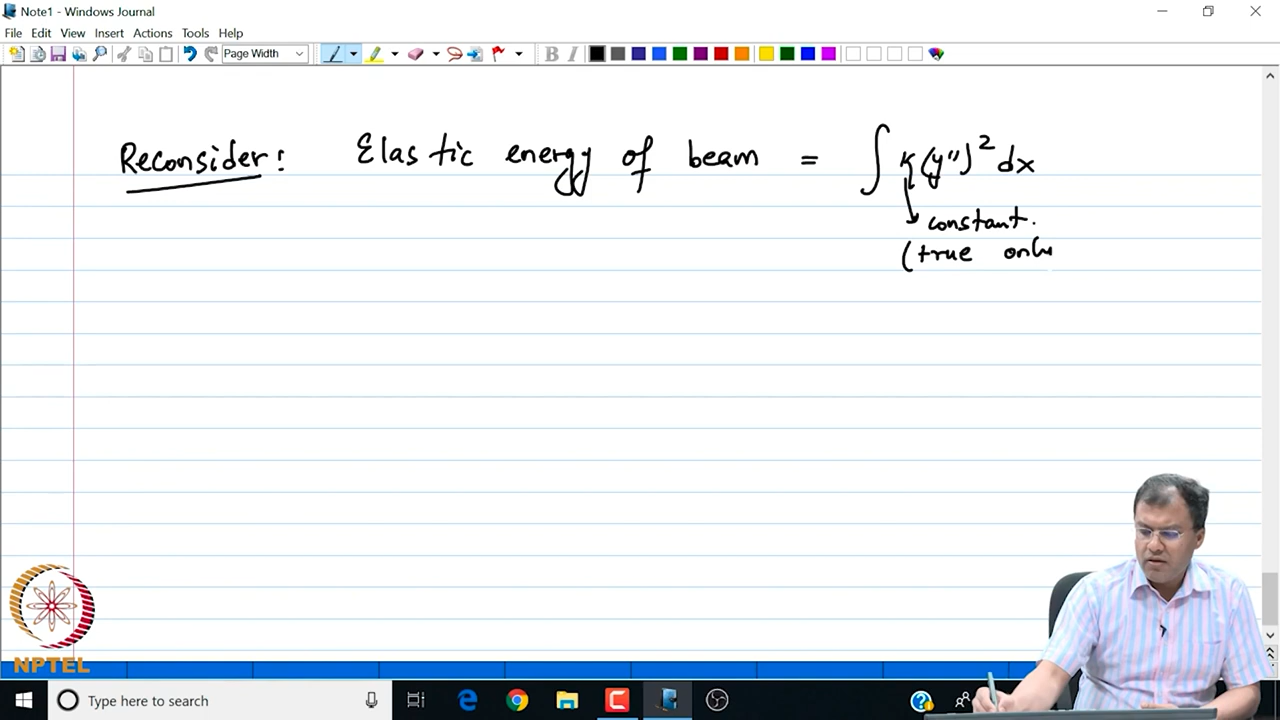 Note1 - Windows Journal
File Edit View Insert Actions Tools Help
Page Width
B I
Reconsider: Elastic energy of beam = ∫ K(y'')² dx
constant.
(true only
NPTEL
Type here to search